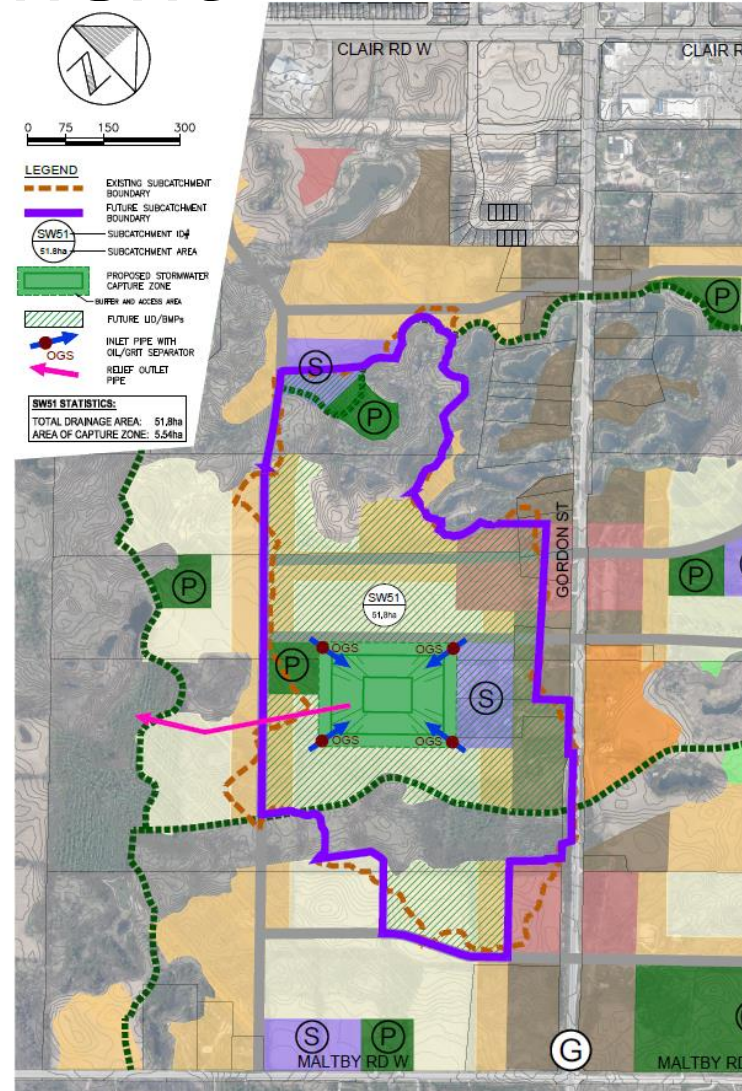 CLAIR RD W
CLAIR R
0 75 150 300
LEGEND
EXISTING SUBCATCHMENT
BOUNDARY
FUTURE SUBCATCHMENT
BOUNDARY
SW51
SUBCATCHMENT ID#
51.8ha
SUBCATCHMENT AREA
PROPOSED STORMWATER
CAPTURE ZONE
BUFFER AND ACCESS AREA
FUTURE LID/BMPs
INLET PIPE WITH
OIL/GRIT SEPARATOR
OGS
RELIEF OUTLET
PIPE
SW51 STATISTICS:
TOTAL DRAINAGE AREA: 51,8ha
AREA OF CAPTURE ZONE: 5.54ha
P
S
P
GORDON ST
P
P
SW51
51,8ha
OGS
OGS
P
S
OGS
OGS
S
P
MALTBY RD W
G
MALTBY RD